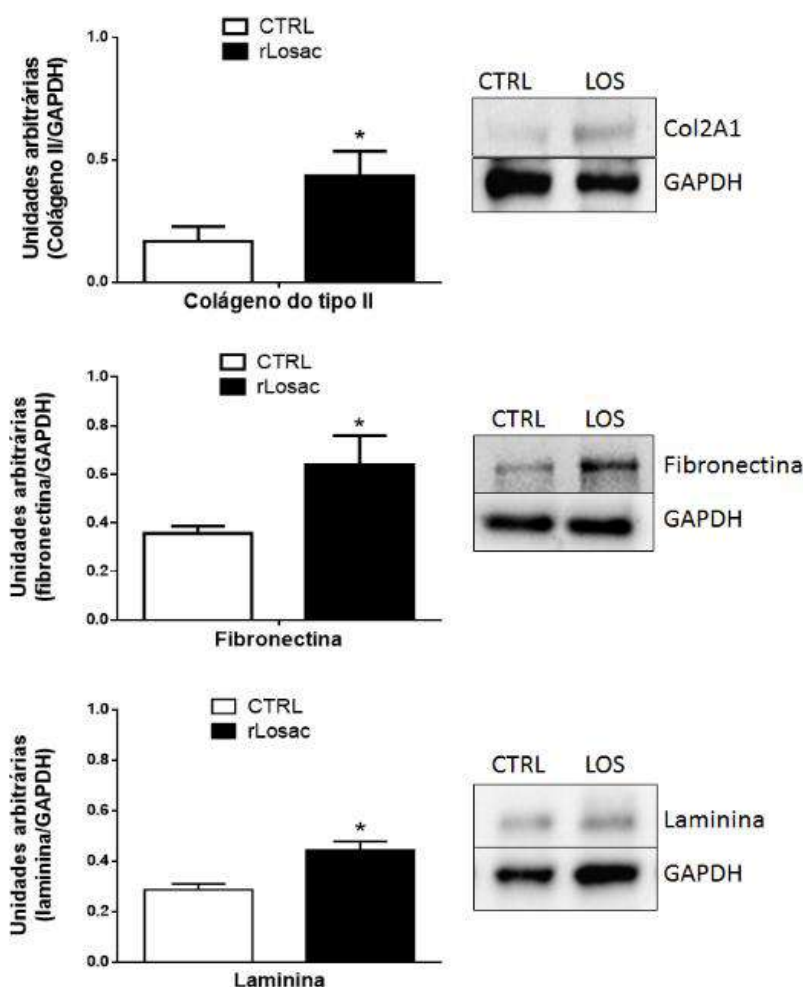 CTRL
rLosac
1.0
0.5
0.0
*
Unidades arbitrárias
(Colágeno II/GAPDH)
Colágeno do tipo II
CTRL LOS
Col2A1
GAPDH
CTRL
rLosac
1.0
0.8
0.6
0.4
0.2
0.0
*
Unidades arbitrárias
(fibronectina/GAPDH)
Fibronectina
CTRL LOS
Fibronectina
GAPDH
CTRL
rLosac
1.0
0.8
0.6
0.4
0.2
0.0
*
Unidades arbitrárias
(laminina/GAPDH)
Laminina
CTRL LOS
Laminina
GAPDH